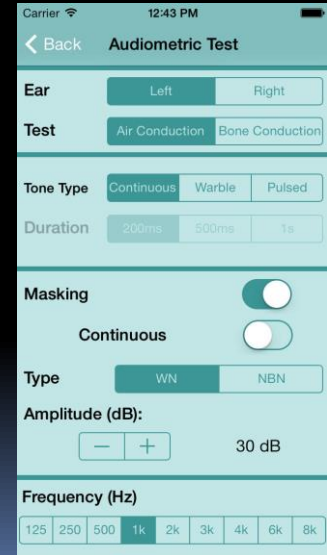 Carrier 12:43 PM
Back Audiometric Test
Ear Left Right
Test Air Conduction Bone Conduction
Tone Type Continuous Warble Pulsed
Duration 200ms 500ms 1s
Masking
Continuous
Type WN NBN
Amplitude (dB):
− + 30 dB
Frequency (Hz)
125 250 500 1k 2k 3k 4k 6k 8k